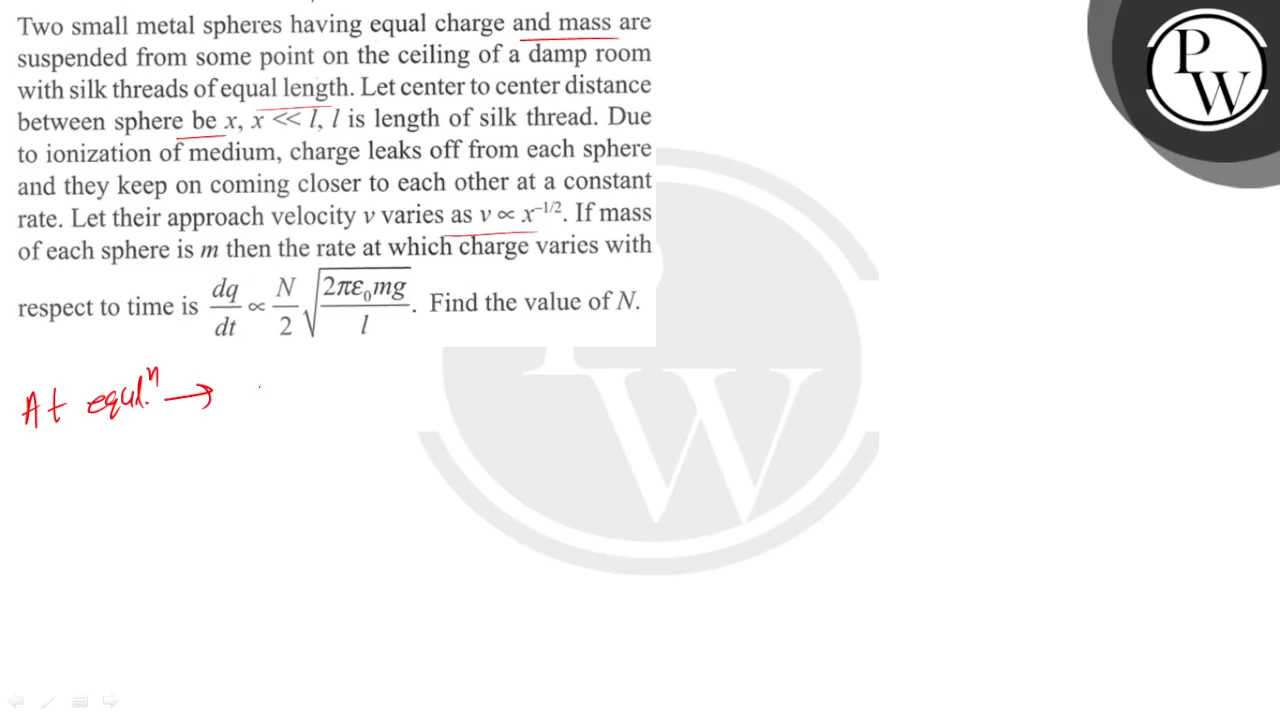 Two small metal spheres having equal charge and mass are
suspended from some point on the ceiling of a damp room
with silk threads of equal length. Let center to center distance
between sphere be x, x << l, l is length of silk thread. Due
to ionization of medium, charge leaks off from each sphere
and they keep on coming closer to each other at a constant
rate. Let their approach velocity v varies as v ∝ x^{-1/2}. If mass
of each sphere is m then the rate at which charge varies with
respect to time is dq/dt ∝ N/2 √(2πε₀mg/l). Find the value of N.
At equl.ⁿ →
P
W